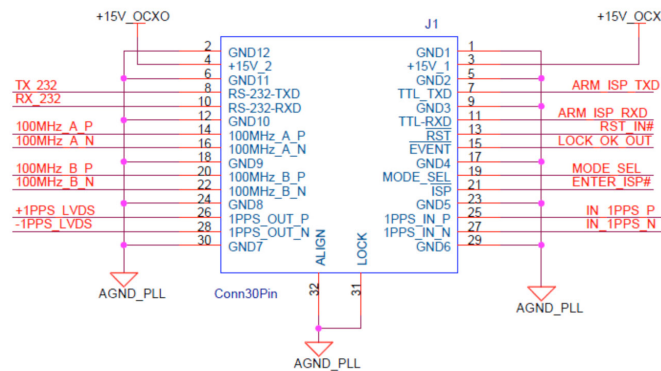 +15V_OCXO
+15V_OCX
J1
2 GND12 GND1 1
4 +15V_2 +15V_1 3
6 GND11 GND2 5
TX_232 8 RS-232-TXD TTL_TXD 7 ARM_ISP_TXD
RX_232 10 RS-232-RXD GND3 9
12 GND10 TTL-RXD 11 ARM_ISP_RXD
100MHz_A_P 14 100MHz_A_P RST 13 RST_IN#
100MHz_A_N 16 100MHz_A_N EVENT 15 LOCK_OK_OUT
18 GND9 GND4 17
100MHz_B_P 20 100MHz_B_P MODE_SEL 19 MODE_SEL
100MHz_B_N 22 100MHz_B_N ISP 21 ENTER_ISP#
24 GND8 GND5 23
+1PPS_LVDS 26 1PPS_OUT_P 1PPS_IN_P 25 IN_1PPS_P
-1PPS_LVDS 28 1PPS_OUT_N 1PPS_IN_N 27 IN_1PPS_N
30 GND7 GND6 29
ALIGN
LOCK
32
31
AGND_PLL
Conn30Pin
AGND_PLL
AGND_PLL